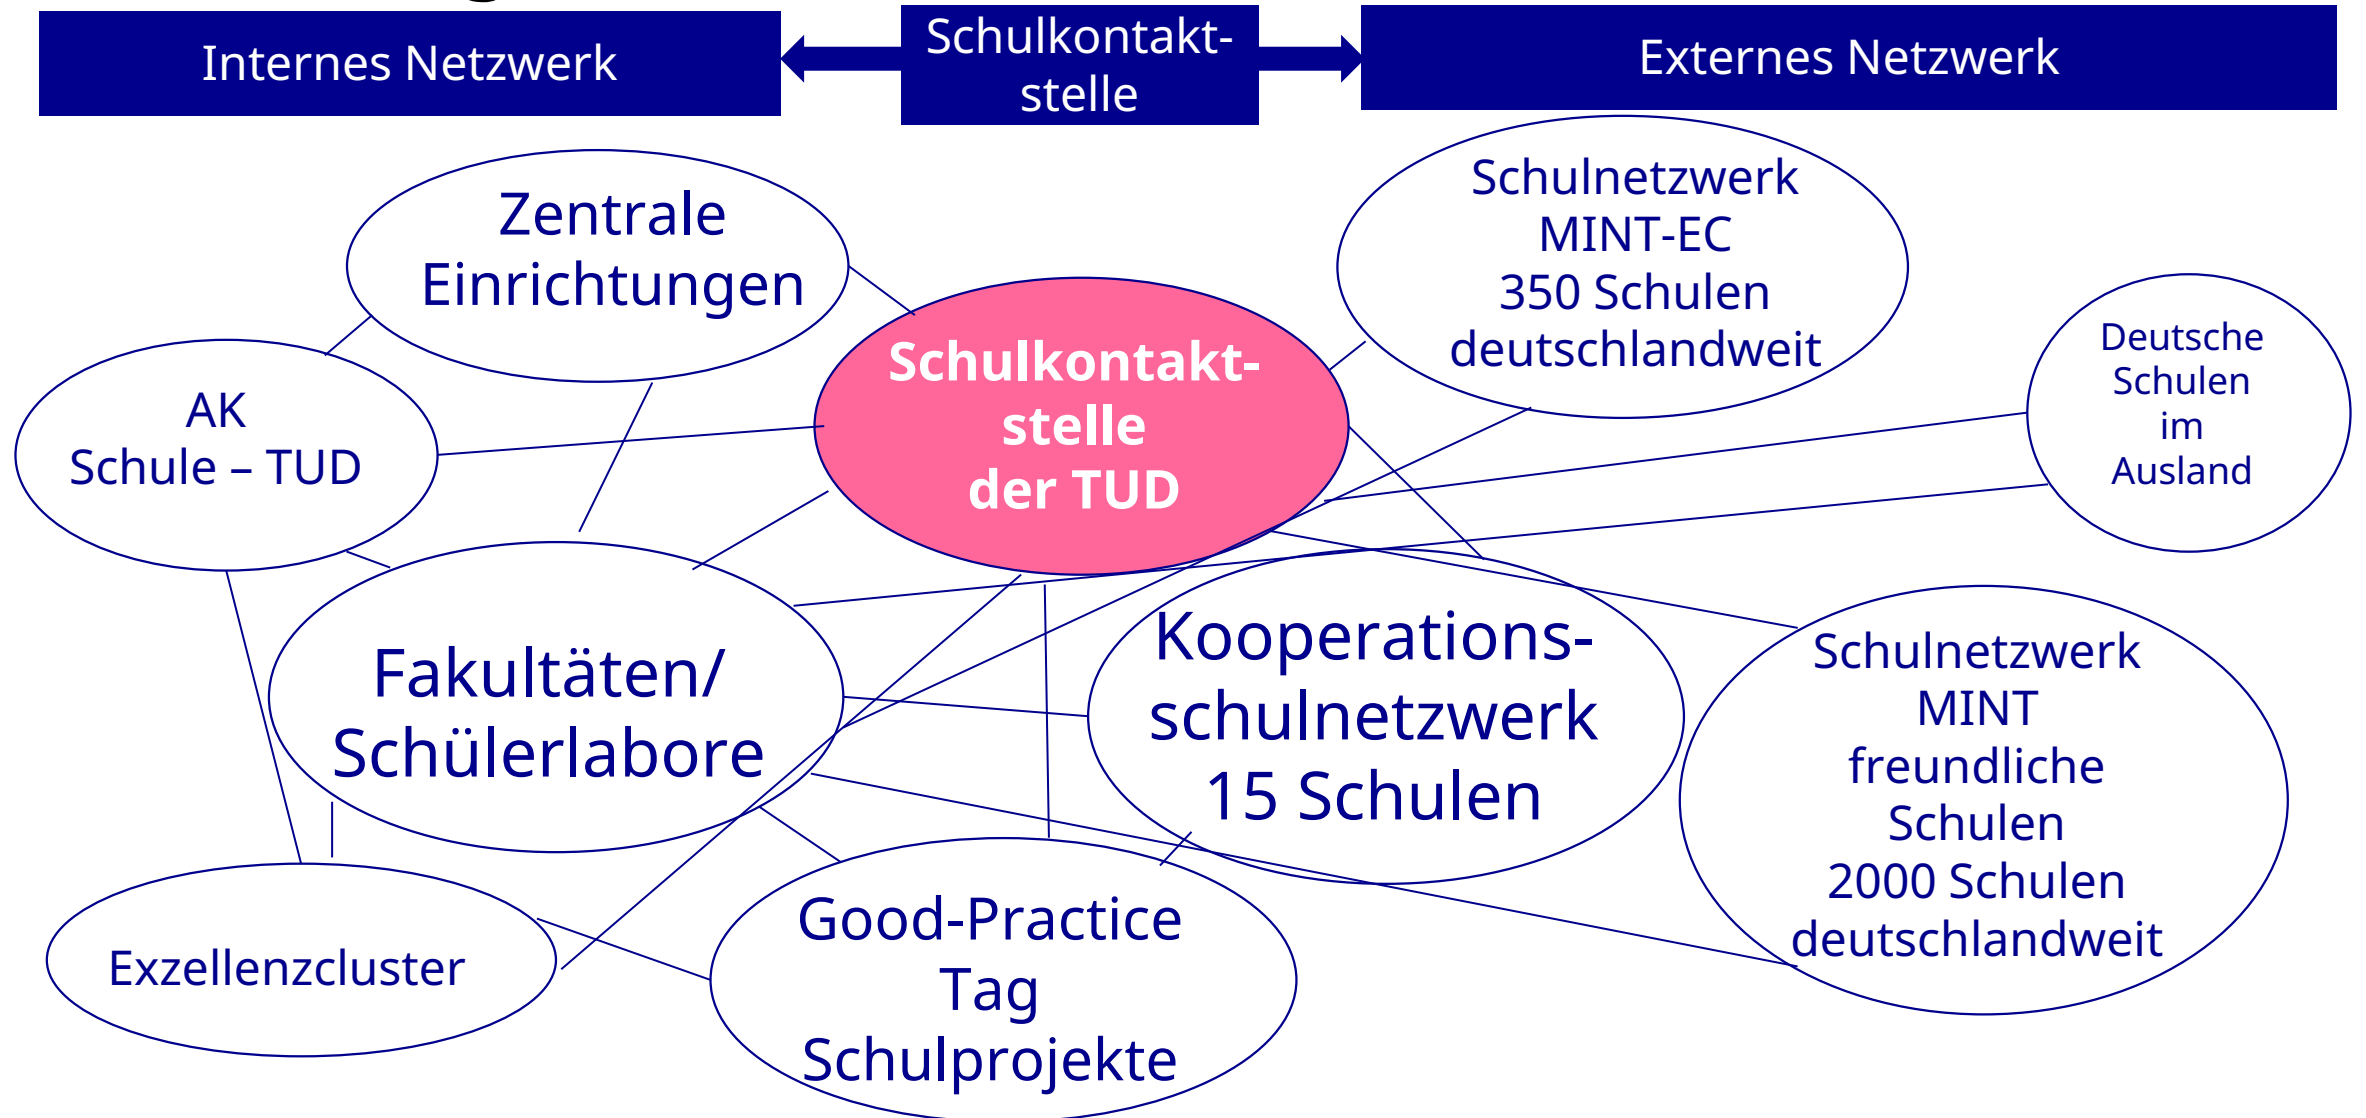 Internes Netzwerk
Schulkontakt-
stelle
Externes Netzwerk
Zentrale
Einrichtungen
Schulnetzwerk
MINT-EC
350 Schulen
deutschlandweit
Schulkontakt-
stelle
der TUD
Deutsche
Schulen
im
Ausland
AK
Schule – TUD
Fakultäten/
Schülerlabore
Kooperations-
schulnetzwerk
15 Schulen
Schulnetzwerk
MINT
freundliche
Schulen
2000 Schulen
deutschlandweit
Exzellenzcluster
Good-Practice
Tag
Schulprojekte